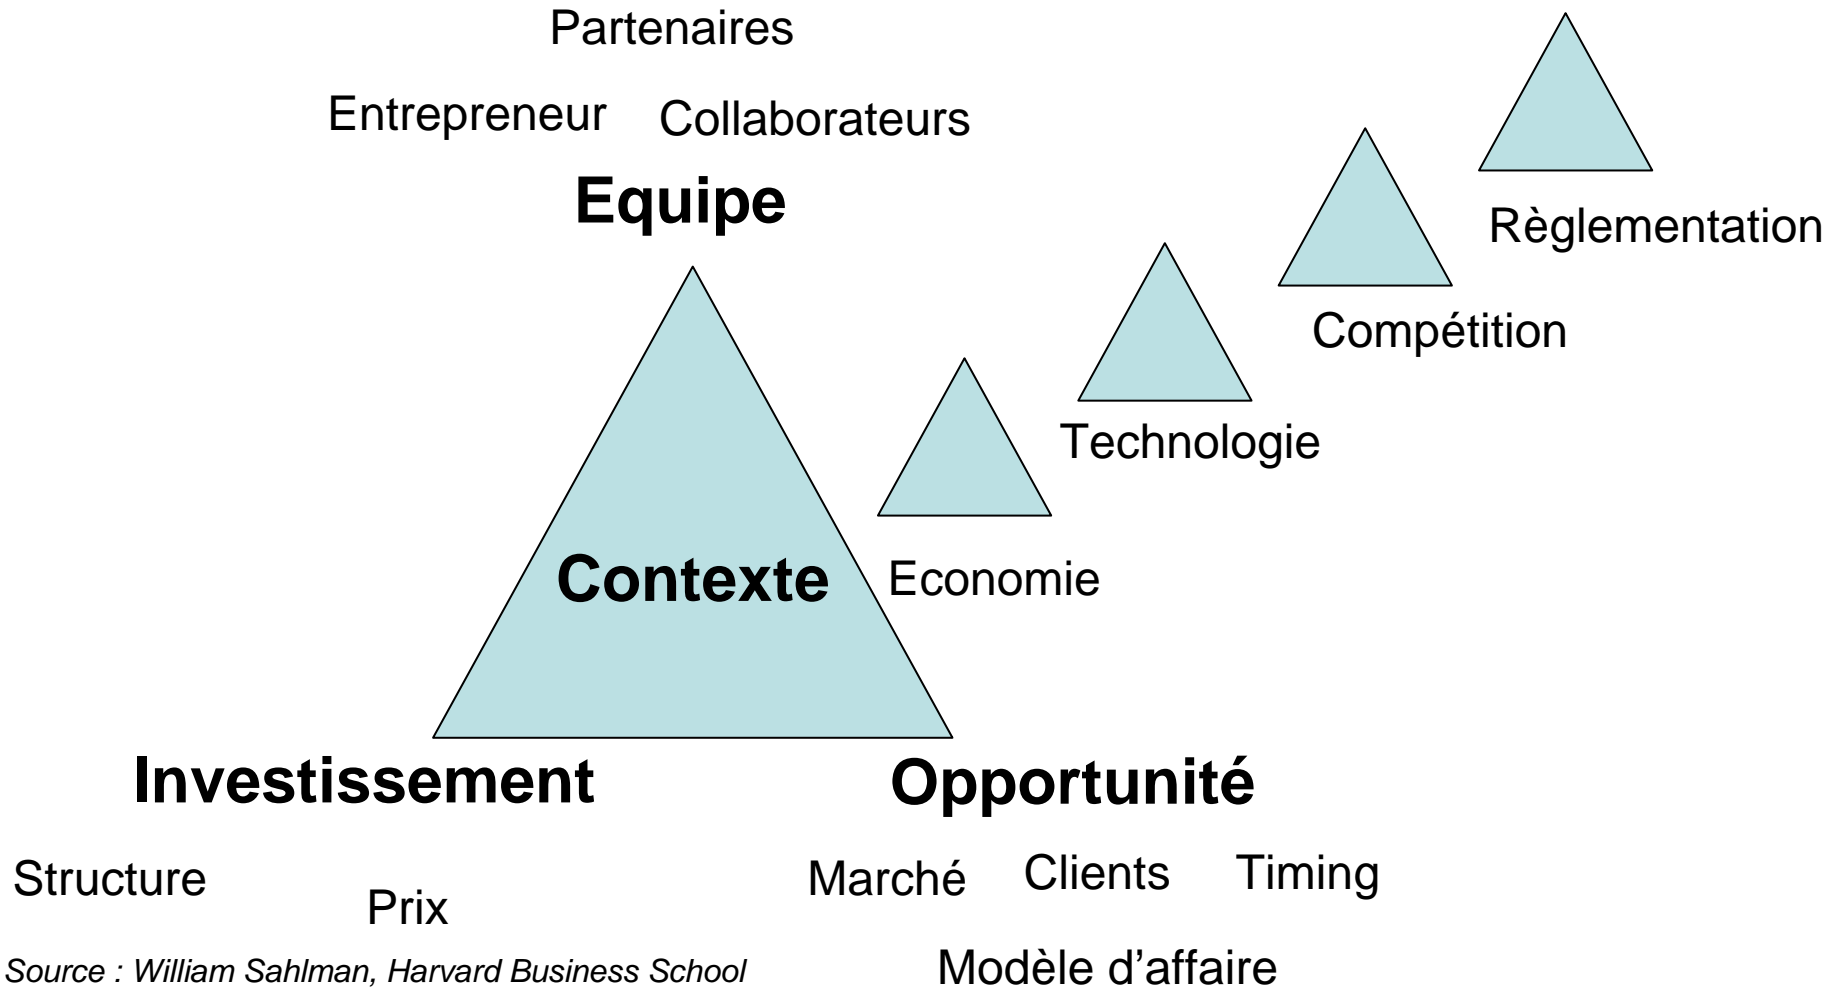 Partenaires
Entrepreneur
Collaborateurs
Equipe
Règlementation
Compétition
Technologie
Contexte
Economie
Investissement
Opportunité
Structure
Prix
Marché
Clients
Timing
Modèle d'affaire
Source : William Sahlman, Harvard Business School